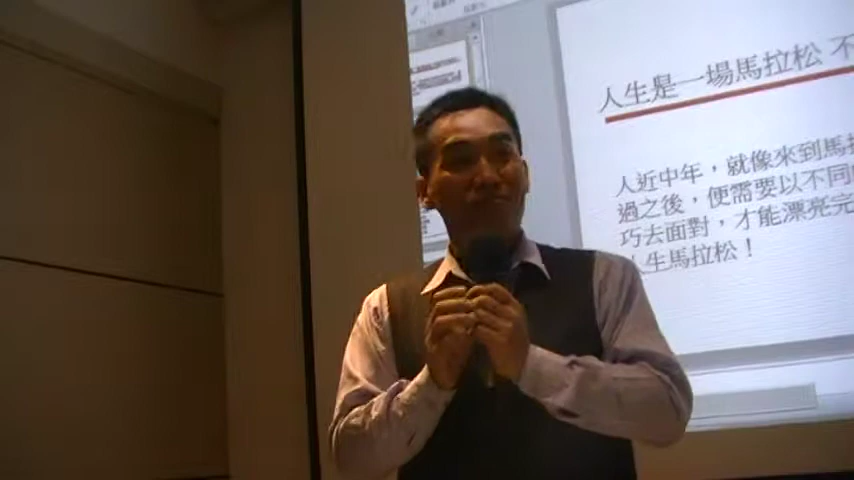 人生是一場馬拉松 不
人近中年，就像來到馬拉
過之後，便需要以不同
巧去面對，才能漂亮完
人生馬拉松！